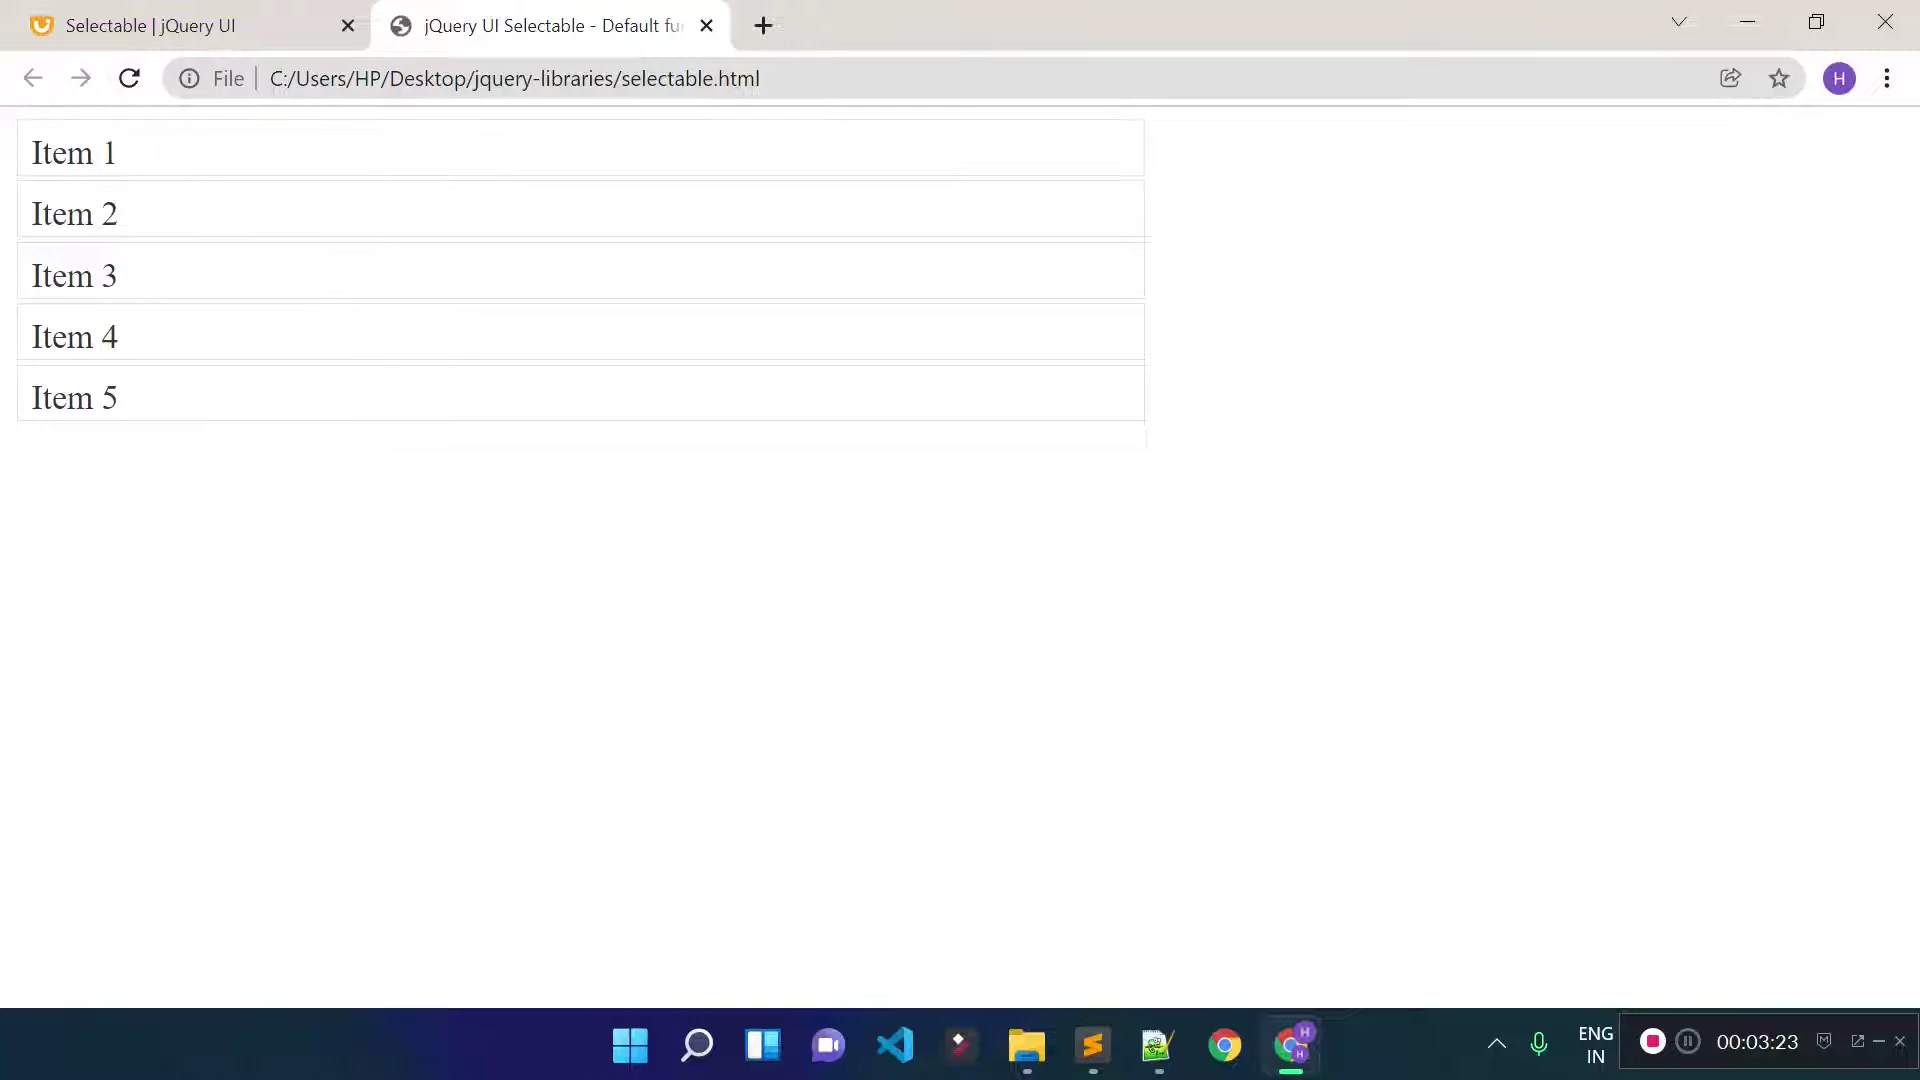 Selectable | jQuery UI
jQuery UI Selectable - Default fu
File
C:/Users/HP/Desktop/jquery-libraries/selectable.html
H
Item 1
Item 2
Item 3
Item 4
Item 5
H
H
ENG
IN
00:03:23